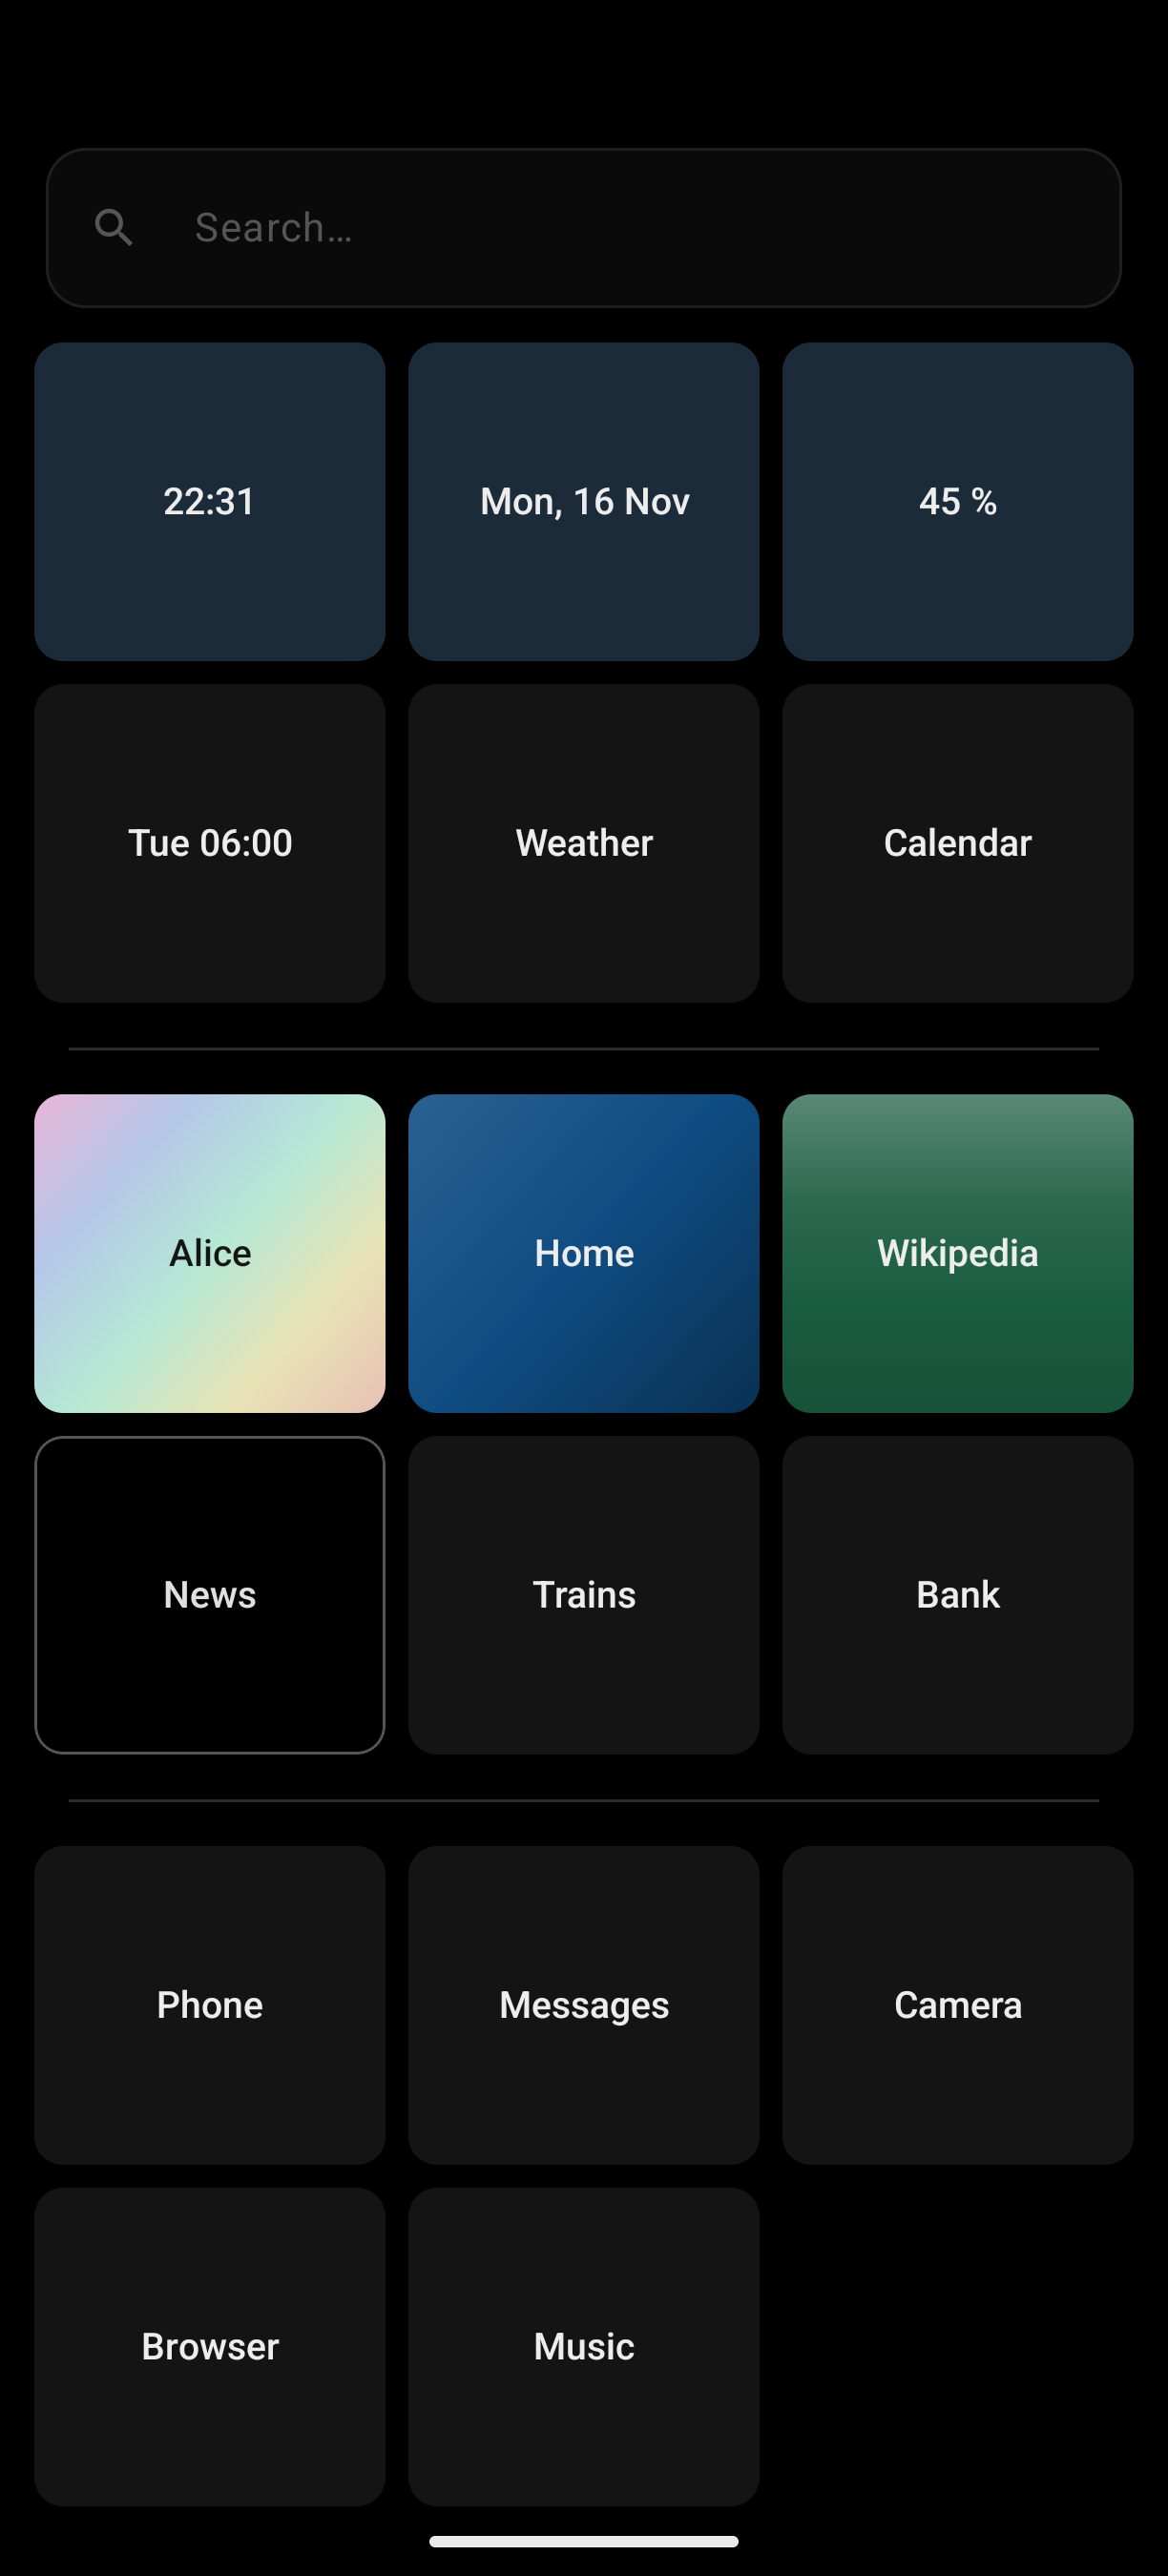 Search…
22:31
Mon, 16 Nov
45 %
Tue 06:00
Weather
Calendar
Alice
Home
Wikipedia
News
Trains
Bank
Phone
Messages
Camera
Browser
Music